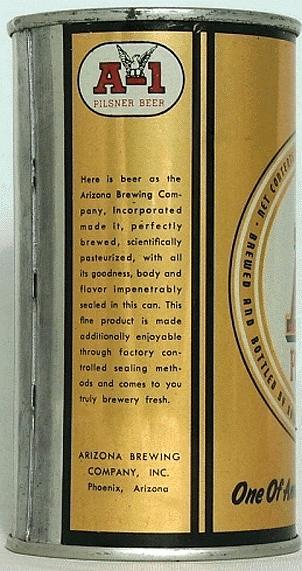 A-1
PILSNER BEER
Here is beer as the
Arizona Brewing Com-
pany, Incorporated
made it, perfectly
brewed, scientifically
pasteurized, with all
its goodness, body and
flavor impenetrably
sealed in this can. This
fine product is made
additionally enjoyable
through factory con-
trolled sealing meth-
ods and comes to you
truly brewery fresh.
ARIZONA BREWING
COMPANY, INC.
Phoenix, Arizona
BREWED AND BOTTLED BY
NET
One Of